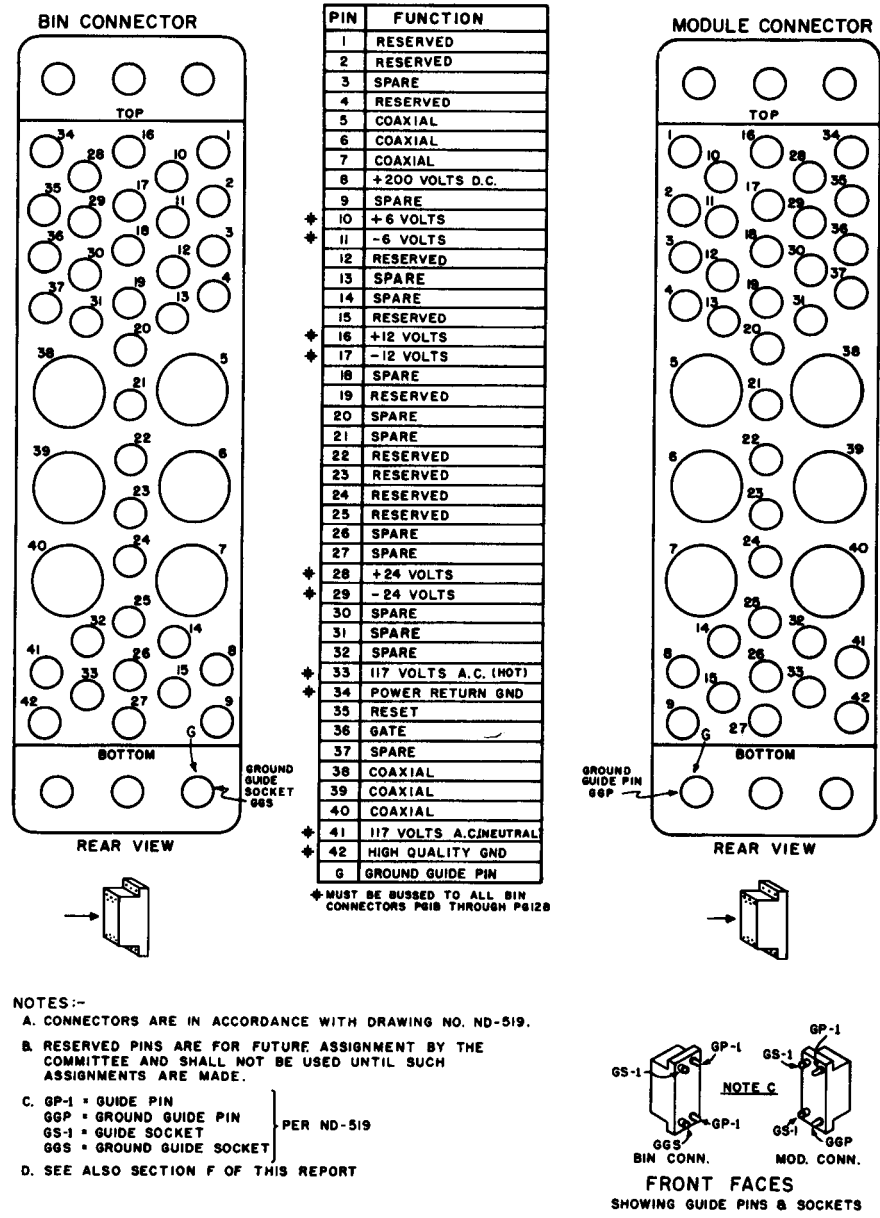 BIN CONNECTOR
TOP
34 16 1
28 10
35 17 2
29 11
36 18 3
30 12
37 19 4
31 13
20
38 21 5
39 22 6
23
40 24 7
25
32 14
41 26 8
33 15
42 27 9
G
BOTTOM
GROUND
GUIDE
SOCKET
GGS
REAR VIEW
PIN FUNCTION
1 RESERVED
2 RESERVED
3 SPARE
4 RESERVED
5 COAXIAL
6 COAXIAL
7 COAXIAL
8 +200 VOLTS D.C.
9 SPARE
* 10 +6 VOLTS
* 11 -6 VOLTS
12 RESERVED
13 SPARE
14 SPARE
15 RESERVED
* 16 +12 VOLTS
* 17 -12 VOLTS
18 SPARE
19 RESERVED
20 SPARE
21 SPARE
22 RESERVED
23 RESERVED
24 RESERVED
25 RESERVED
26 SPARE
27 SPARE
* 28 +24 VOLTS
* 29 -24 VOLTS
30 SPARE
31 SPARE
32 SPARE
* 33 117 VOLTS A.C. (HOT)
* 34 POWER RETURN GND
35 RESET
36 GATE
37 SPARE
38 COAXIAL
39 COAXIAL
40 COAXIAL
* 41 117 VOLTS A.C.(NEUTRAL)
* 42 HIGH QUALITY GND
G GROUND GUIDE PIN
* MUST BE BUSSED TO ALL BIN
CONNECTORS PG1B THROUGH PG12B
MODULE CONNECTOR
TOP
1 16 34
10 28
2 17 35
11 29
3 18 36
12 30
4 19 37
13 31
20
5 21 38
6 22 39
23
7 24 40
25
14 32
8 26 41
15 33
9 27 42
G
BOTTOM
GROUND
GUIDE PIN
GGP
REAR VIEW
NOTES:-
A. CONNECTORS ARE IN ACCORDANCE WITH DRAWING NO. ND-519.
B. RESERVED PINS ARE FOR FUTURE ASSIGNMENT BY THE
COMMITTEE AND SHALL NOT BE USED UNTIL SUCH
ASSIGNMENTS ARE MADE.
C. GP-1 = GUIDE PIN
GGP = GROUND GUIDE PIN
GS-1 = GUIDE SOCKET
GGS = GROUND GUIDE SOCKET
PER ND-519
D. SEE ALSO SECTION F OF THIS REPORT
GS-1 GP-1
GP-1
GGS
BIN CONN.
NOTE C
GP-1
GS-1
GS-1
GGP
MOD. CONN.
FRONT FACES
SHOWING GUIDE PINS & SOCKETS